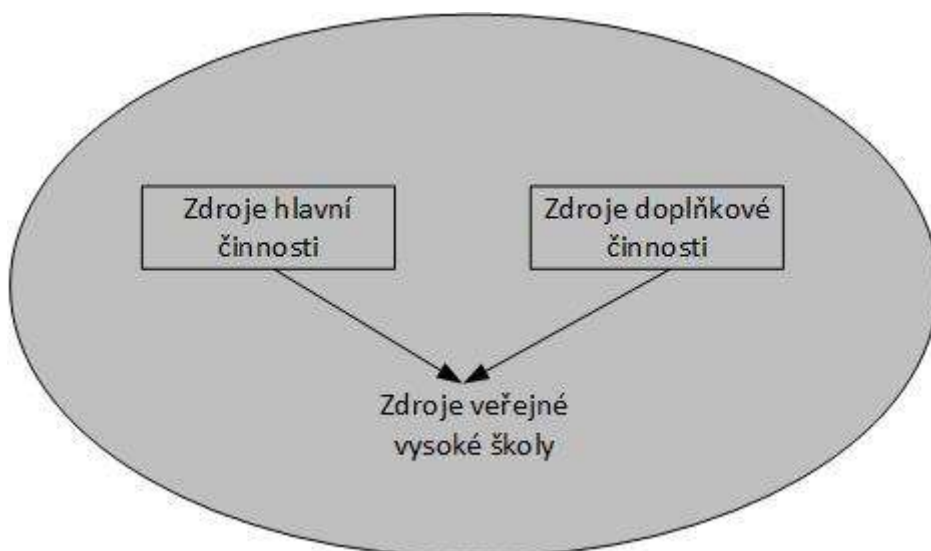 Zdroje hlavní
činnosti
Zdroje doplňkové
činnosti
Zdroje veřejné
vysoké školy